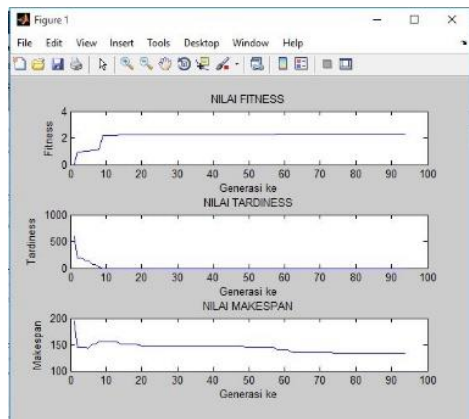 Figure 1
File Edit View Insert Tools Desktop Window Help
NILAI FITNESS
Fitness
4
2
0
0 10 20 30 40 50 60 70 80 90 100
Generasi ke
NILAI TARDINESS
Tardiness
1000
500
0
0 10 20 30 40 50 60 70 80 90 100
Generasi ke
NILAI MAKESPAN
Makespan
200
150
100
0 10 20 30 40 50 60 70 80 90 100
Generasi ke